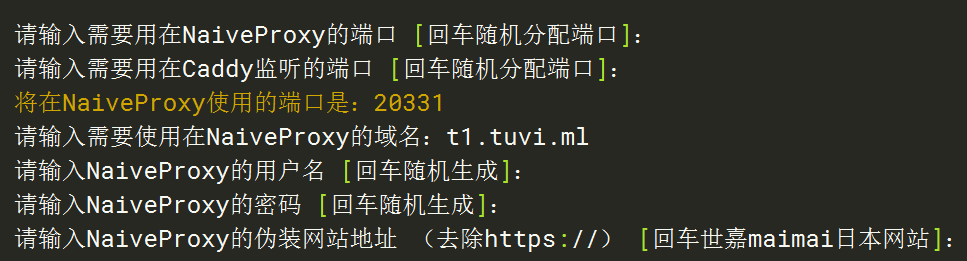 请输入需要用在NaiveProxy的端口 [回车随机分配端口]:
请输入需要用在Caddy监听的端口 [回车随机分配端口]:
将在NaiveProxy使用的端口是: 20331
请输入需要使用在NaiveProxy的域名: t1.tuvi.ml
请输入NaiveProxy的用户名 [回车随机生成]:
请输入NaiveProxy的密码 [回车随机生成]:
请输入NaiveProxy的伪装网站地址 （去除https://） [回车世嘉maimai日本网站]: